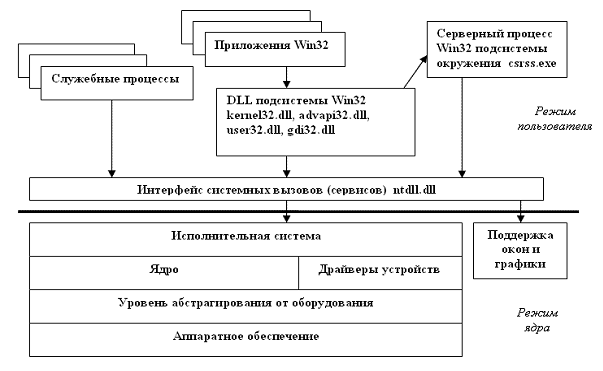 Служебные процессы
Приложения Win32
Серверный процесс
Win32 подсистемы
окружения csrss.exe
DLL подсистемы Win32
kernel32.dll, advapi32.dll,
user32.dll, gdi32.dll
Режим
пользователя
Интерфейс системных вызовов (сервисов) ntdll.dll
Исполнительная система
Ядро
Драйверы устройств
Уровень абстрагирования от оборудования
Аппаратное обеспечение
Поддержка
окон и
графики
Режим
ядра